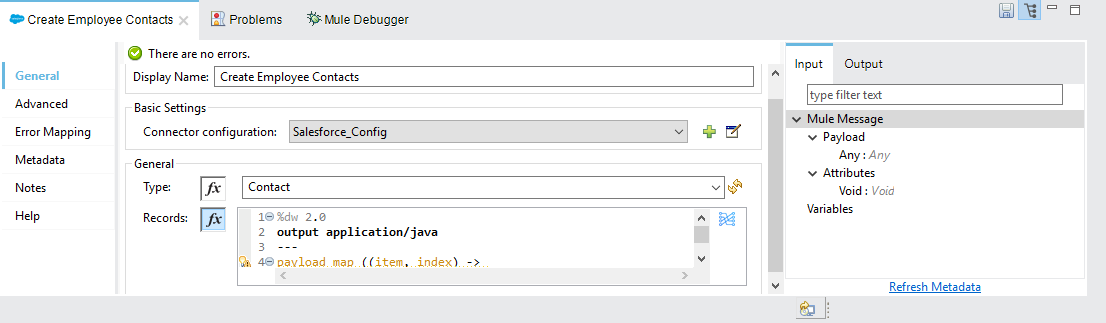 Create Employee Contacts
Problems
Mule Debugger
There are no errors.
General
Advanced
Error Mapping
Metadata
Notes
Help
Display Name: Create Employee Contacts
Basic Settings
Connector configuration: Salesforce_Config
General
Type: fx Contact
Records: fx
1 %dw 2.0
2 output application/java
3 ---
4 payload map ((item, index) ->
Input
Output
type filter text
Mule Message
Payload
Any : Any
Attributes
Void : Void
Variables
Refresh Metadata